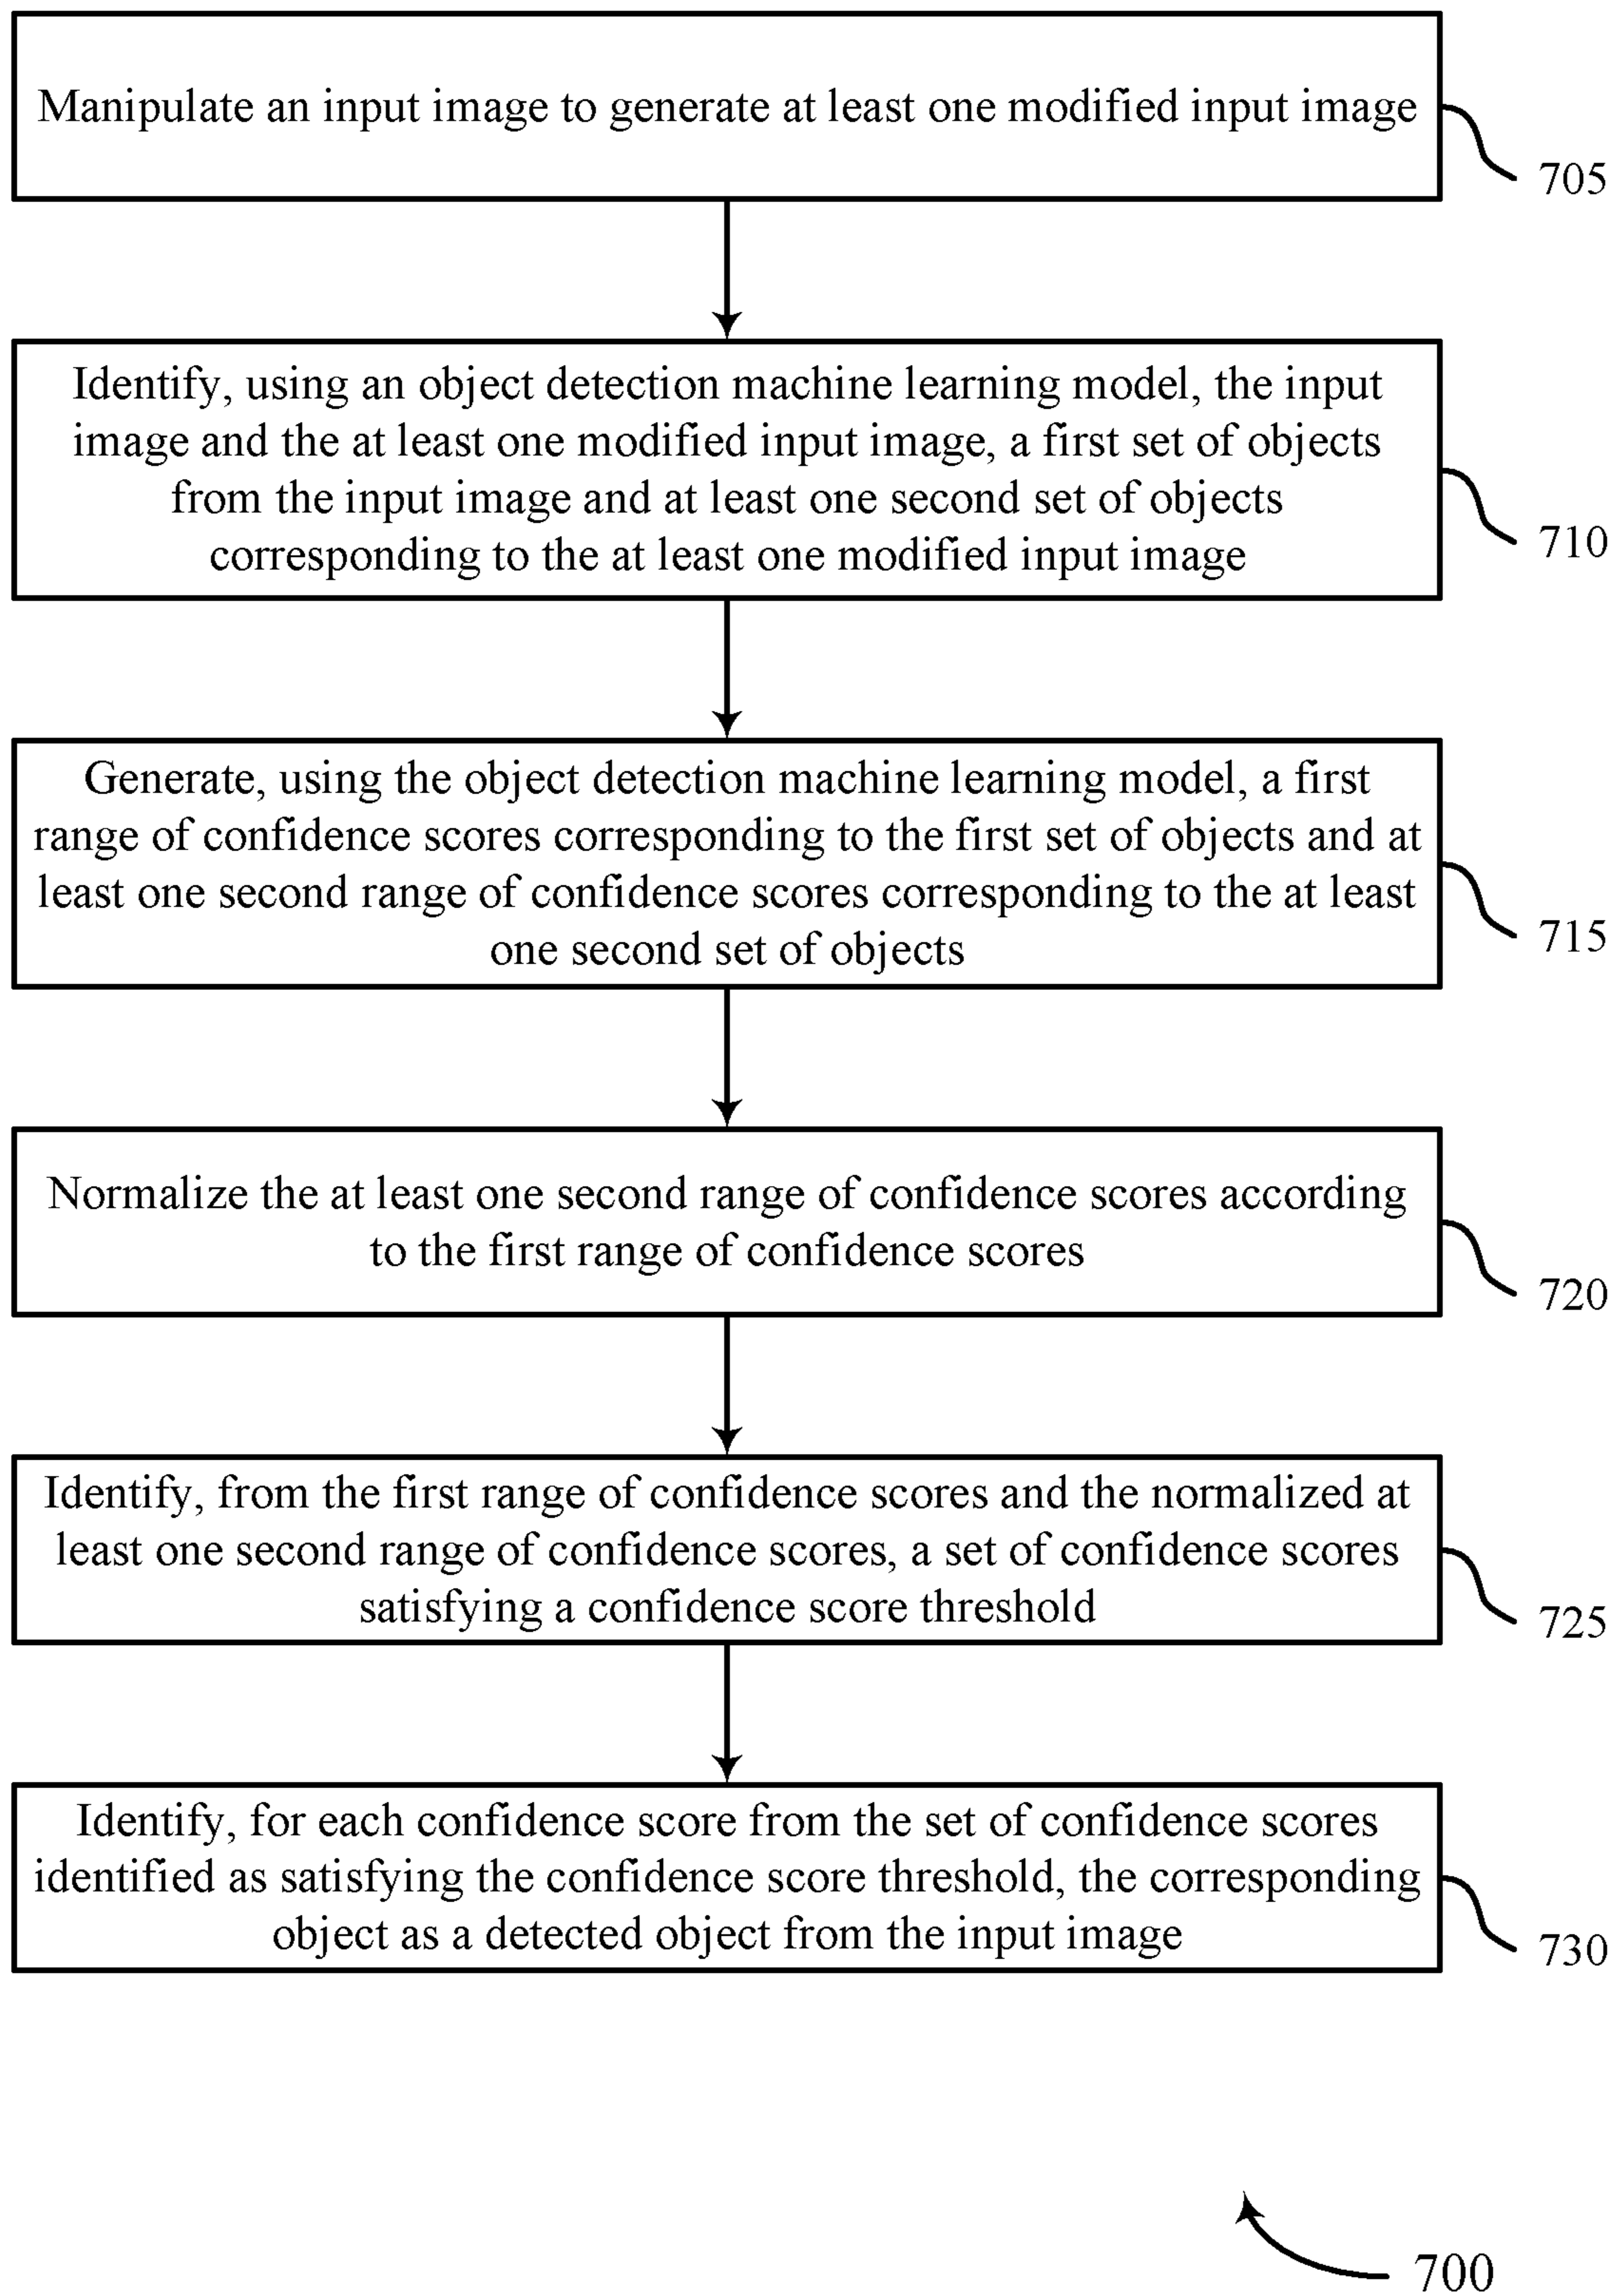 Manipulate an input image to generate at least one modified input image
705
Identify, using an object detection machine learning model, the input
image and the at least one modified input image, a first set of objects
from the input image and at least one second set of objects
corresponding to the at least one modified input image
710
Generate, using the object detection machine learning model, a first
range of confidence scores corresponding to the first set of objects and at
least one second range of confidence scores corresponding to the at least
one second set of objects
715
Normalize the at least one second range of confidence scores according
to the first range of confidence scores
720
Identify, from the first range of confidence scores and the normalized at
least one second range of confidence scores, a set of confidence scores
satisfying a confidence score threshold
725
Identify, for each confidence score from the set of confidence scores
identified as satisfying the confidence score threshold, the corresponding
object as a detected object from the input image
730
700